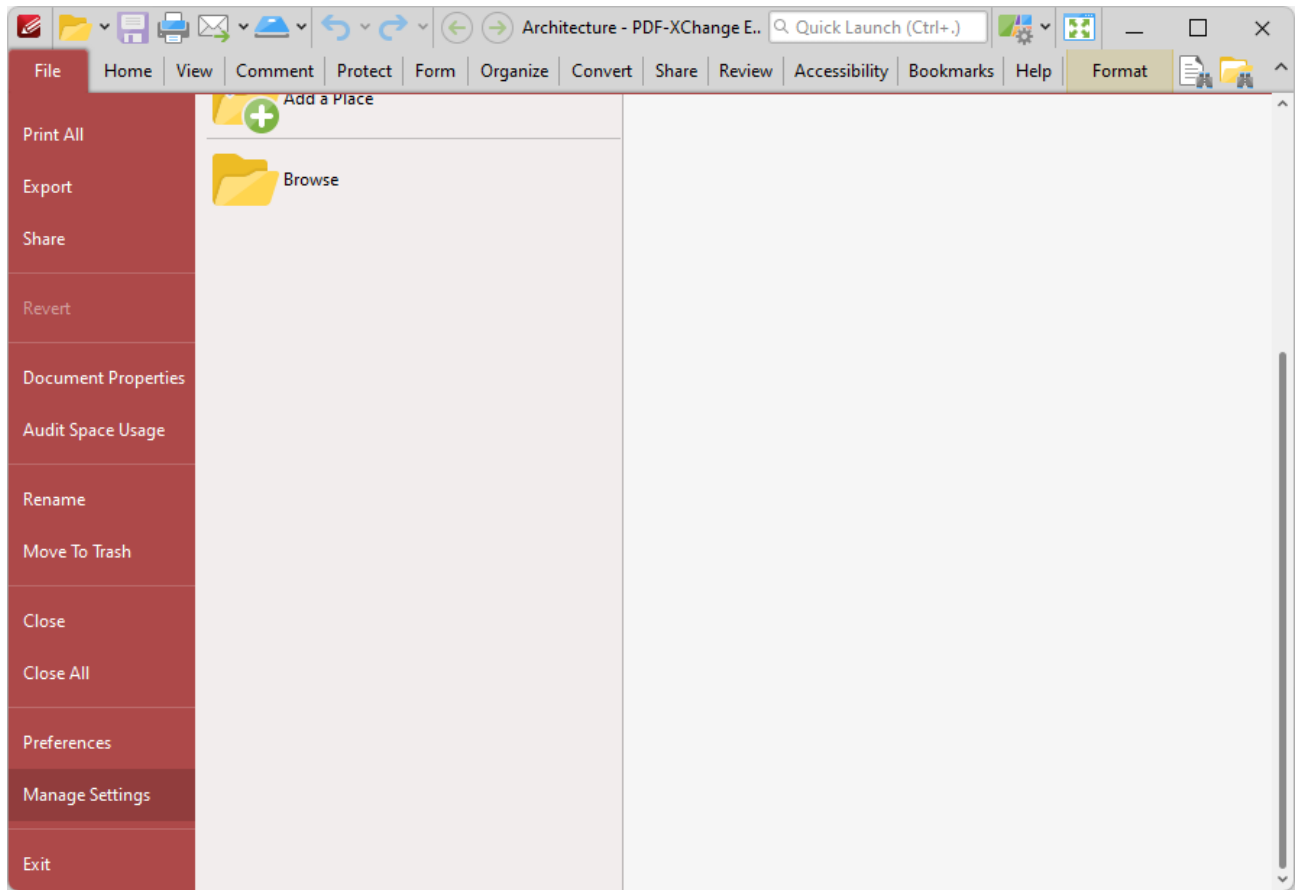 Architecture - PDF-XChange E.. Quick Launch (Ctrl+.)
File Home View Comment Protect Form Organize Convert Share Review Accessibility Bookmarks Help Format
Add a Place
Print All
Browse
Export
Share
Revert
Document Properties
Audit Space Usage
Rename
Move To Trash
Close
Close All
Preferences
Manage Settings
Exit